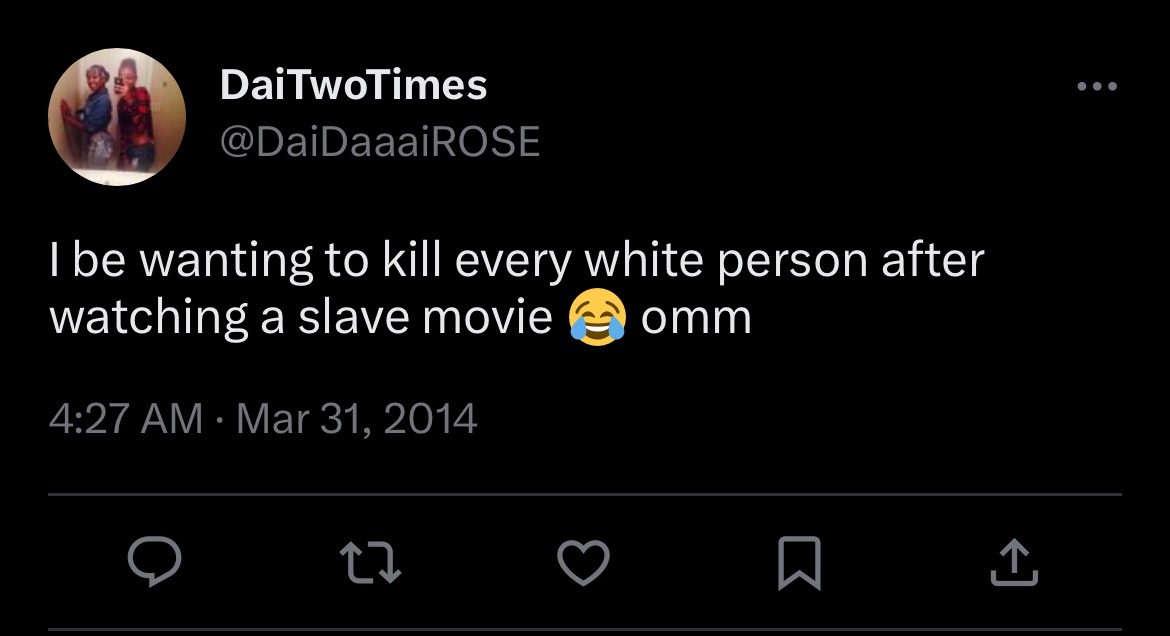 DaiTwoTimes
@DaiDaaaiROSE
I be wanting to kill every white person after
watching a slave movie 😂 omm
4:27 AM · Mar 31, 2014